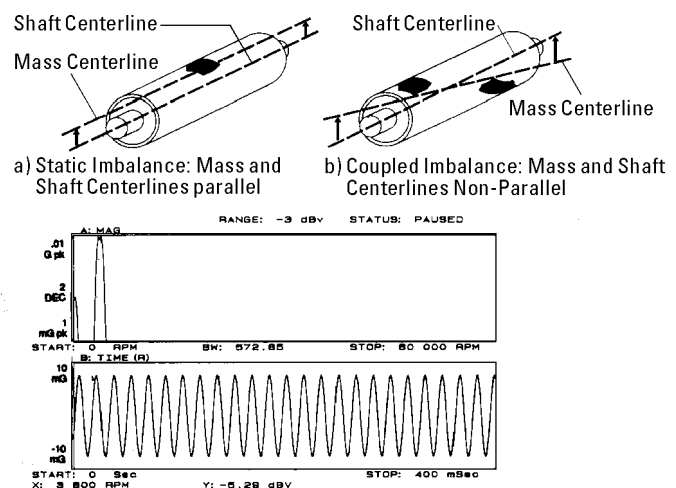 Shaft Centerline
Mass Centerline
a) Static Imbalance: Mass and
Shaft Centerlines parallel
Shaft Centerline
Mass Centerline
b) Coupled Imbalance: Mass and Shaft
Centerlines Non-Parallel
RANGE: -3 dBv STATUS: PAUSED
A: MAG
.01
G pk
2
DEC
1
mG pk
START: 0 RPM BW: 572.95 STOP: 60 000 RPM
B: TIME (R)
10
mG
-10
mG
START: 0 Sec STOP: 400 mSec
X: 3 600 RPM Y: -5.29 dBV